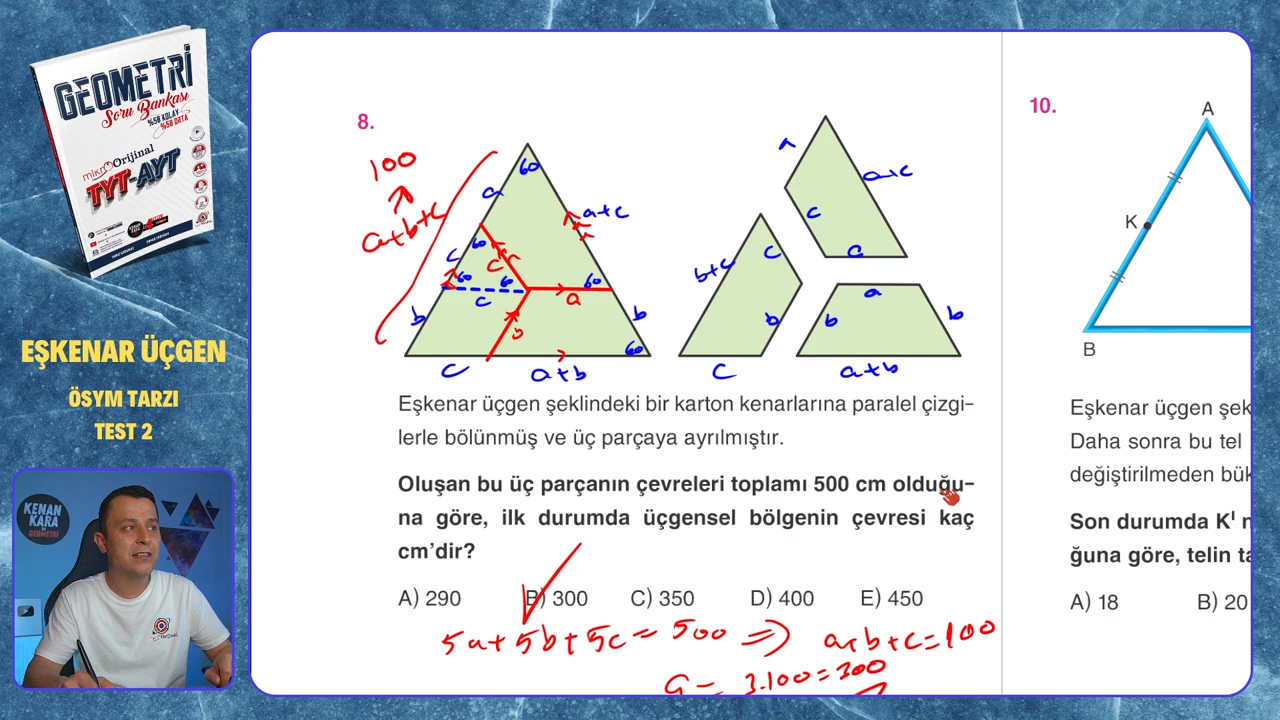 GEOMETRİ
Soru Bankası
%50 KOLAY
%50 ORTA
mikro Orijinal
TYT-AYT
EŞKENAR ÜÇGEN
ÖSYM TARZI
TEST 2
KENAN
KARA
ile
GEOMETRİ
8.
100
a+b+c
60
a
a+c
c
60
c
60
60
60
c
a
b
b
b
60
c
a+b
a
a+c
c
a
b+c
c
b
c
a
b
b
a+b
Eşkenar üçgen şeklindeki bir karton kenarlarına paralel çizgi-
lerle bölünmüş ve üç parçaya ayrılmıştır.
Oluşan bu üç parçanın çevreleri toplamı 500 cm olduğu-
na göre, ilk durumda üçgensel bölgenin çevresi kaç
cm'dir?
A) 290 B) 300 C) 350 D) 400 E) 450
5a+5b+5c=500 => a+b+c=100
Ç = 3.100=300
10.
A
K
B
Eşkenar üçgen şek
Daha sonra bu tel
değiştirilmeden bük
Son durumda Kı n
ğuna göre, telin ta
A) 18 B) 20